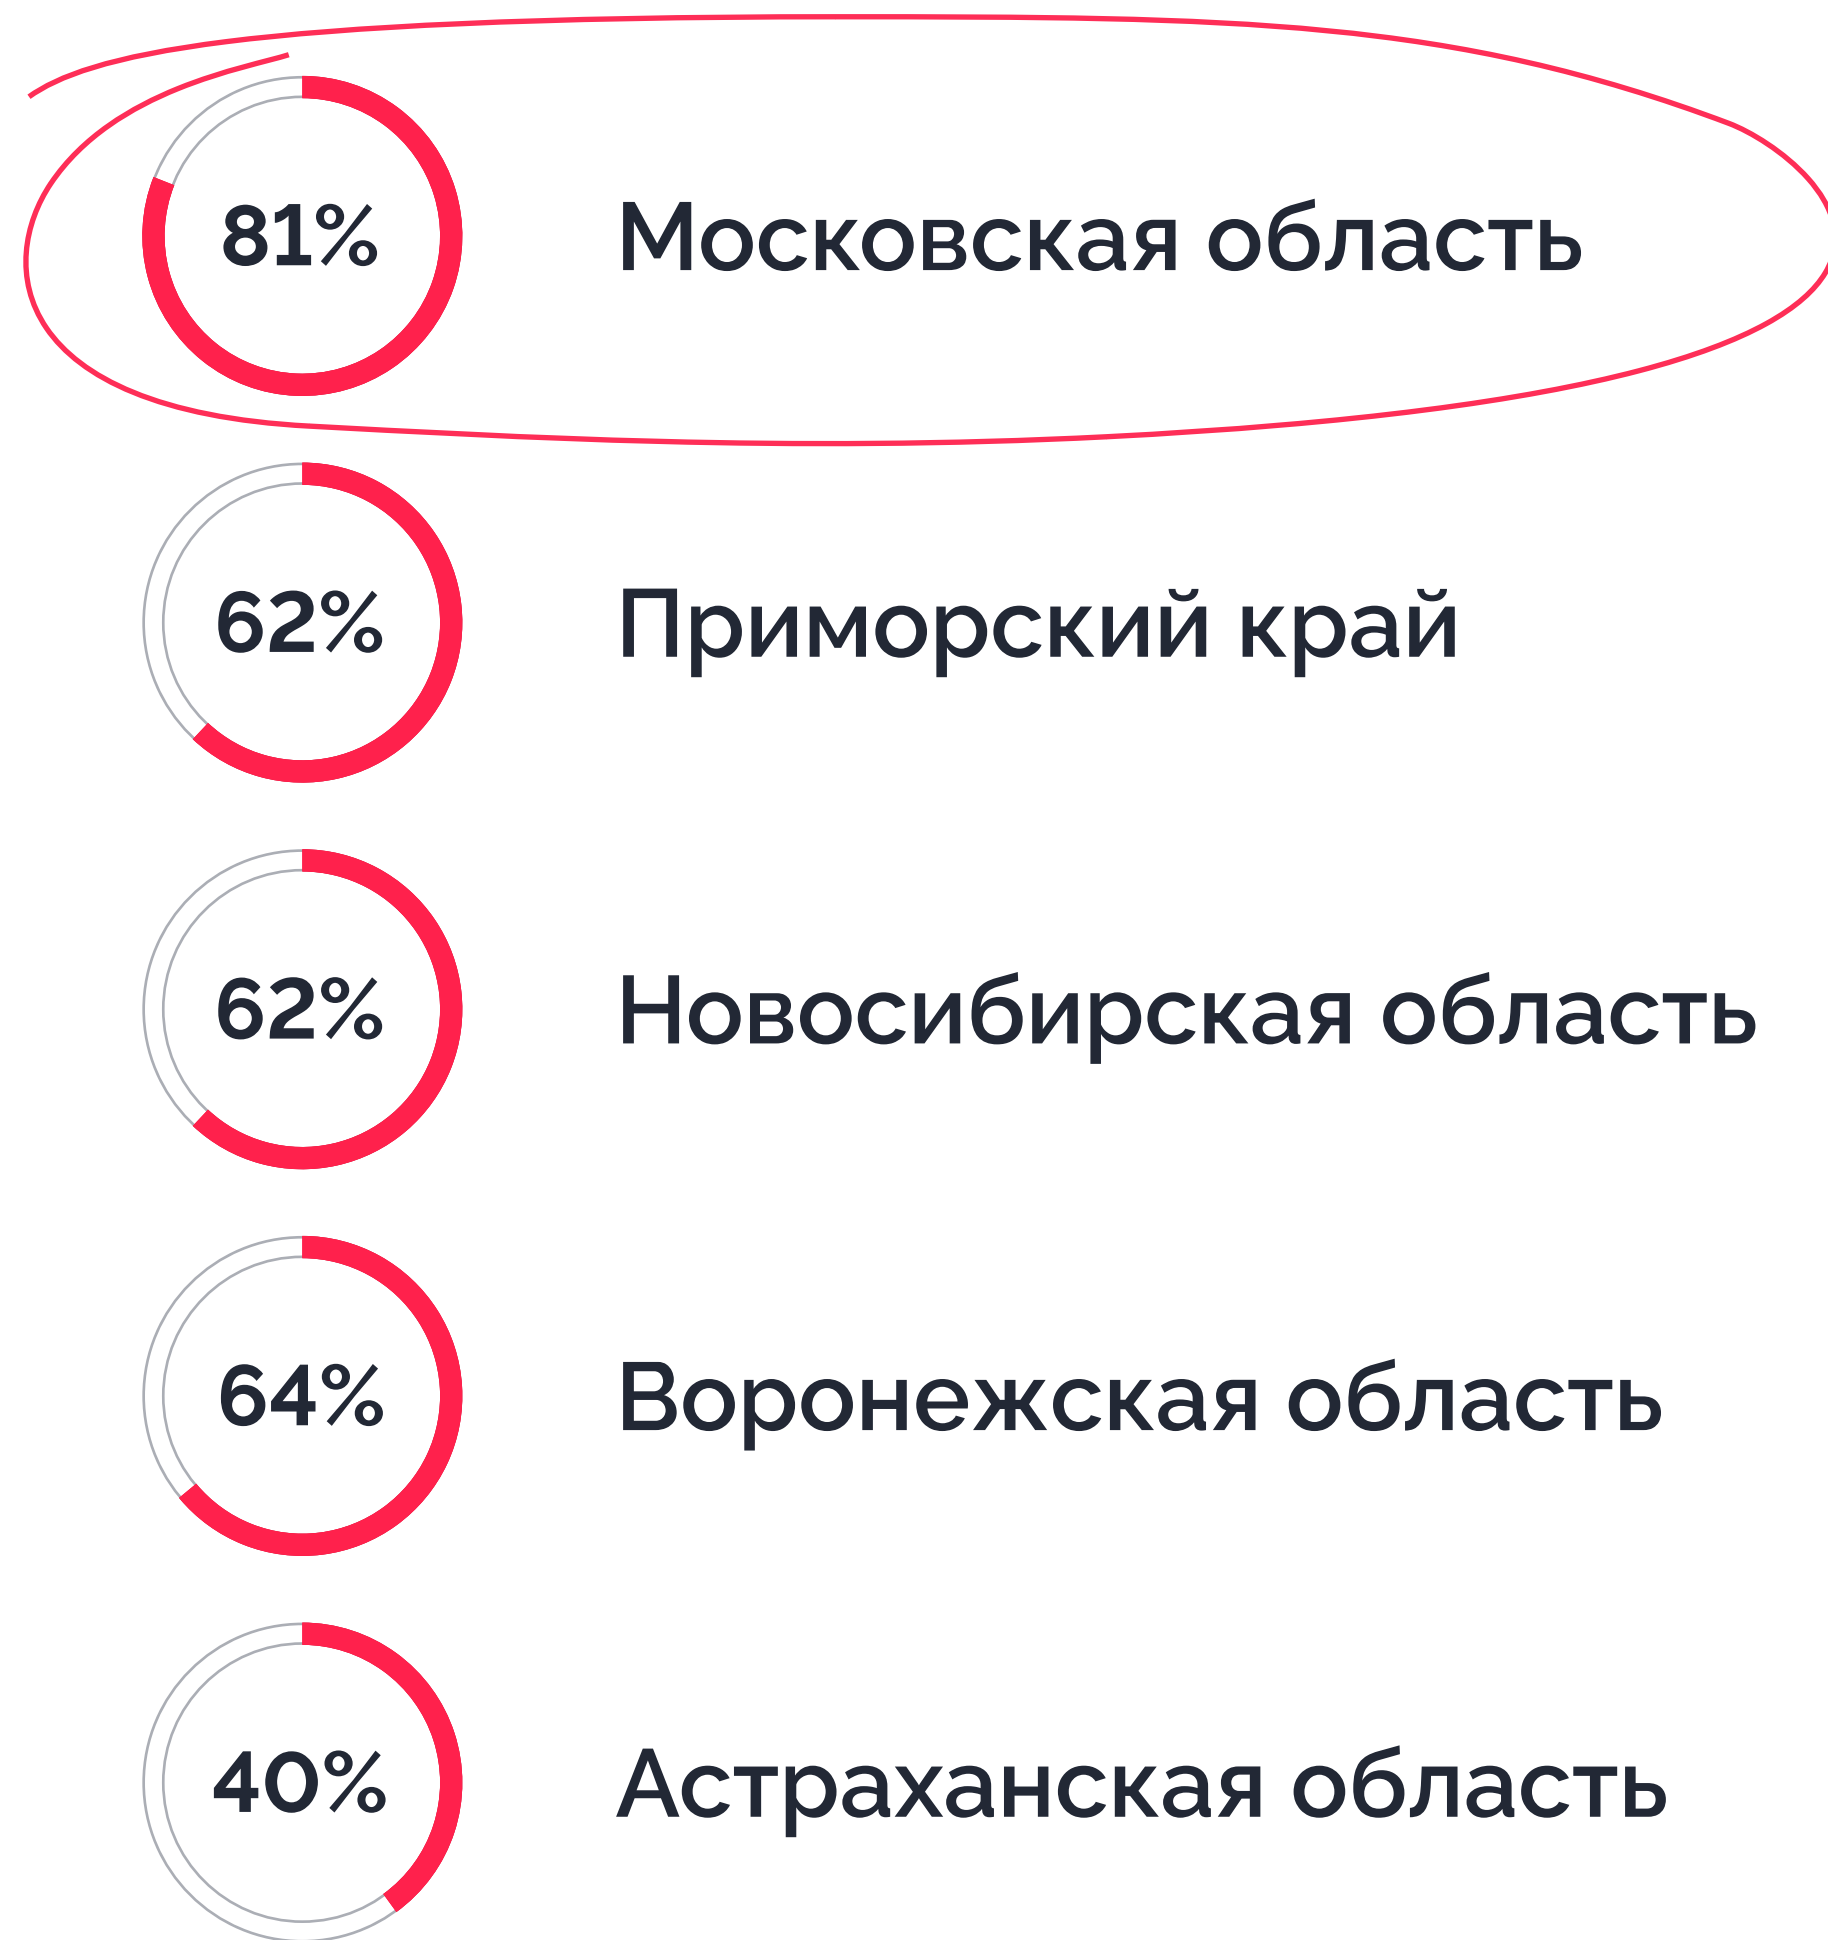 81% Московская область
62% Приморский край
62% Новосибирская область
64% Воронежская область
40% Астраханская область